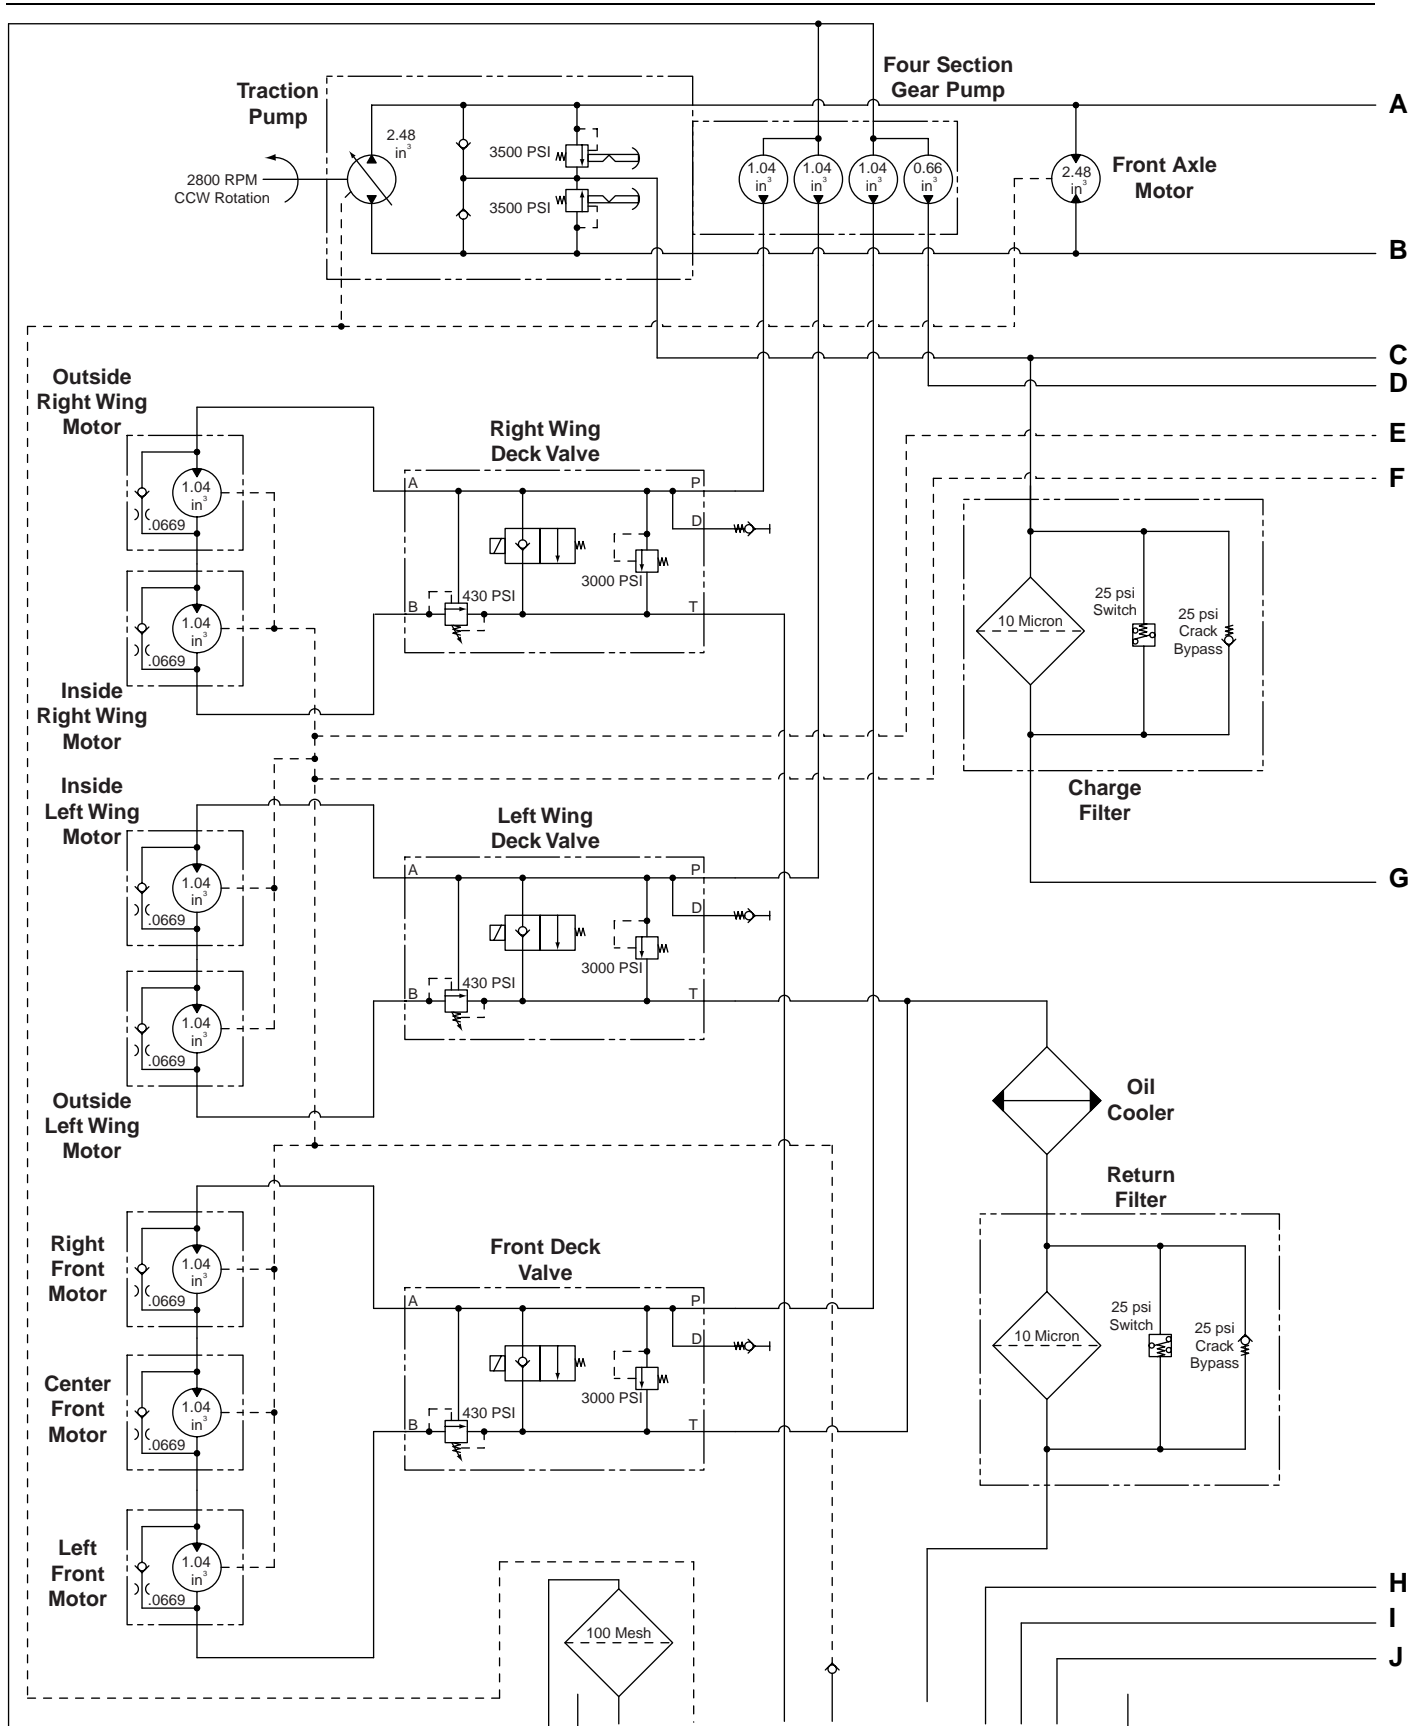 Four Section
Gear Pump
A
Traction
Pump
2.48
in³
3500 PSI
3500 PSI
2800 RPM
CCW Rotation
1.04
in³
1.04
in³
1.04
in³
0.66
in³
2.48
in³
Front Axle
Motor
B
C
D
E
F
Outside
Right Wing
Motor
1.04
in³
.0669
1.04
in³
.0669
Inside
Right Wing
Motor
Right Wing
Deck Valve
A
P
D
3000 PSI
430 PSI
B
T
10 Micron
25 psi
Switch
25 psi
Crack
Bypass
Charge
Filter
G
Inside
Left Wing
Motor
1.04
in³
.0669
1.04
in³
.0669
Outside
Left Wing
Motor
Left Wing
Deck Valve
A
P
D
3000 PSI
430 PSI
B
T
Oil
Cooler
Return
Filter
10 Micron
25 psi
Switch
25 psi
Crack
Bypass
Right
Front
Motor
1.04
in³
.0669
Center
Front
Motor
1.04
in³
.0669
Left
Front
Motor
1.04
in³
.0669
Front Deck
Valve
A
P
D
3000 PSI
430 PSI
B
T
100 Mesh
H
I
J